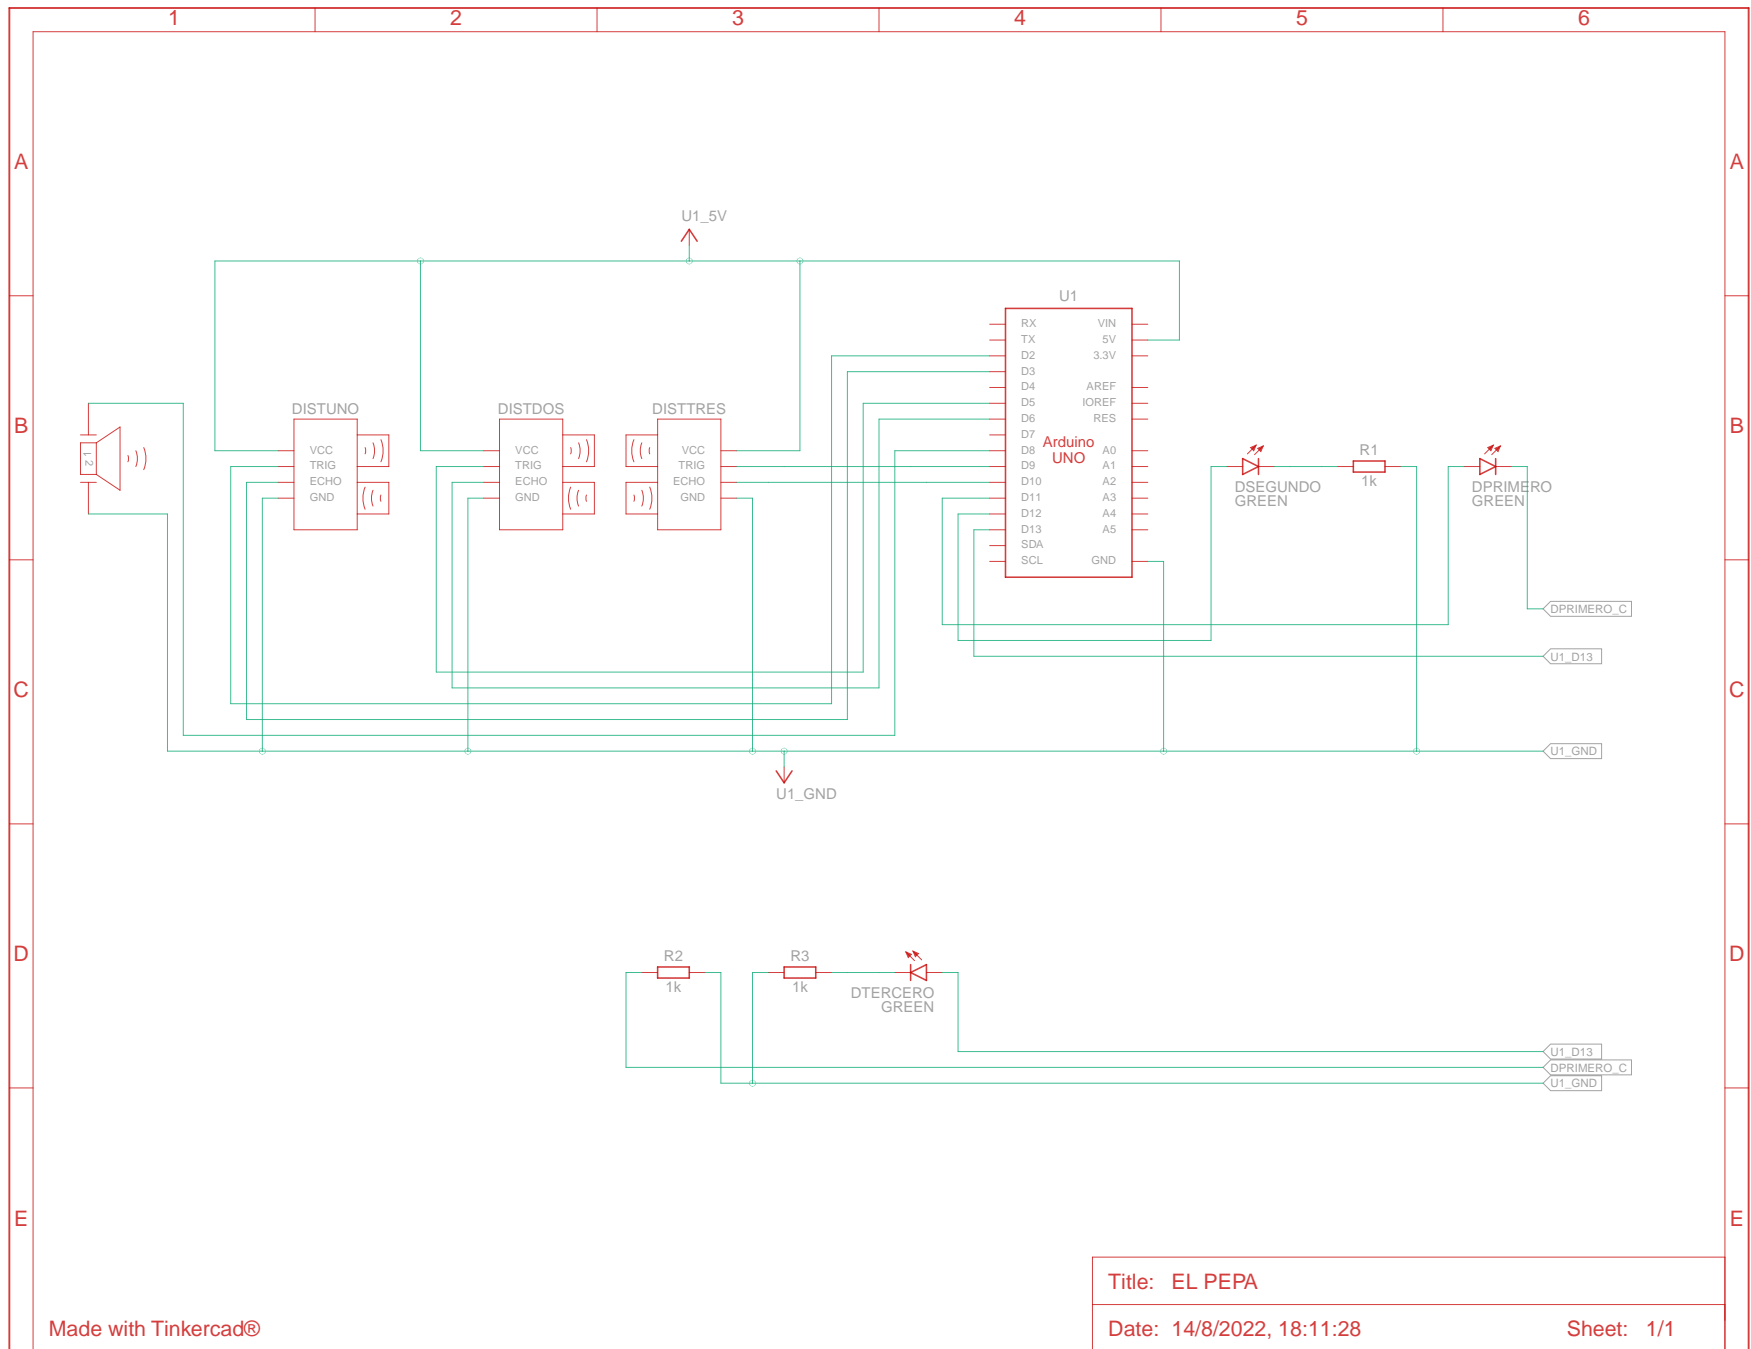 1 2 3 4 5 6
A A
U1_5V
U1
RX VIN
TX 5V
D2 3.3V
D3
D4 AREF
D5 IOREF
D6 RES
D7
D8 A0
D9 A1
D10 A2
D11 A3
D12 A4
D13 A5
SDA
SCL GND
Arduino
UNO
B B
DISTUNO
VCC
TRIG
ECHO
GND
DISTDOS
VCC
TRIG
ECHO
GND
DISTTRES
VCC
TRIG
ECHO
GND
DSEGUNDO
GREEN
R1
1k
DPRIMERO
GREEN
DPRIMERO_C
U1_D13
C C
U1_GND
U1_GND
D D
R2
1k
R3
1k
DTERCERO
GREEN
U1_D13
DPRIMERO_C
U1_GND
E E
Title: EL PEPA
Made with Tinkercad®
Date: 14/8/2022, 18:11:28 Sheet: 1/1